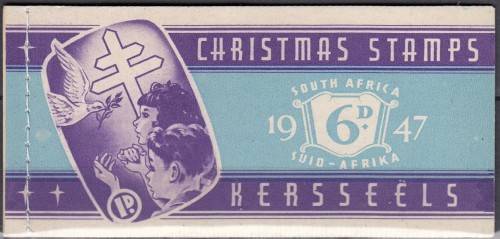 CHRISTMAS STAMPS
SOUTH AFRICA
19 6D. 47
SUID-AFRIKA
KERSSEËLS
1D.